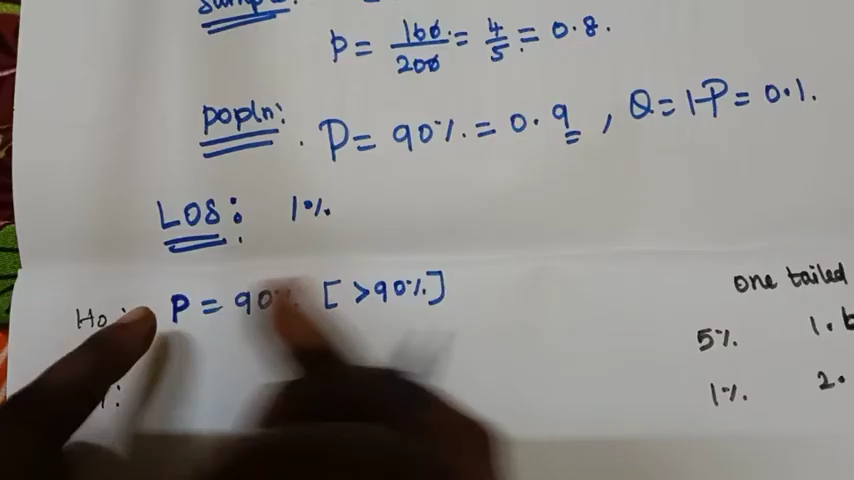 p = 160/200 = 4/5 = 0.8.
Popln: P = 90% = 0.9, Q = 1-P = 0.1.
LOS: 1%
H0: P = 90% [>90%]
one tailed
5% 1.
1% 2.